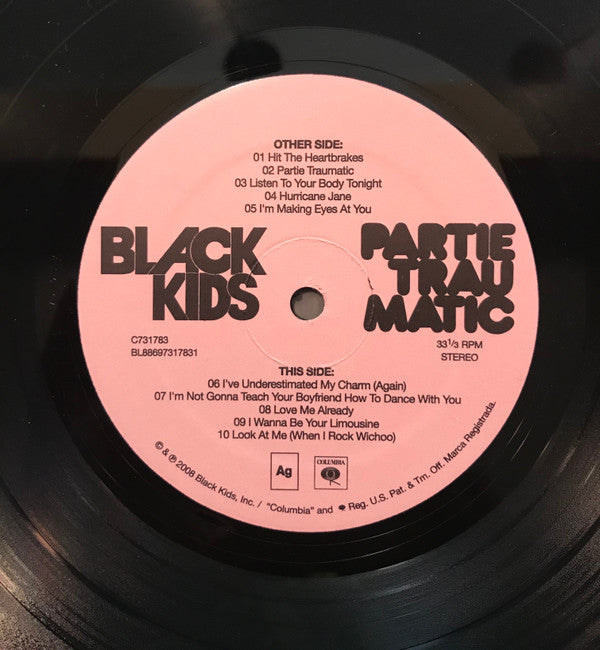 OTHER SIDE:
01 Hit The Heartbrakes
02 Partie Traumatic
03 Listen To Your Body Tonight
04 Hurricane Jane
05 I'm Making Eyes At You
BLACK
KIDS
PARTIE
TRAU
MATIC
C731783
BL88697317831
33 1/3 RPM
STEREO
THIS SIDE:
06 I've Underestimated My Charm (Again)
07 I'm Not Gonna Teach Your Boyfriend How To Dance With You
08 Love Me Already
09 I Wanna Be Your Limousine
10 Look At Me (When I Rock Wichoo)
Ag
COLUMBIA
© & ℗ 2008 Black Kids, Inc. / "Columbia" and Reg. U.S. Pat. & Tm. Off. Marca Registrada.